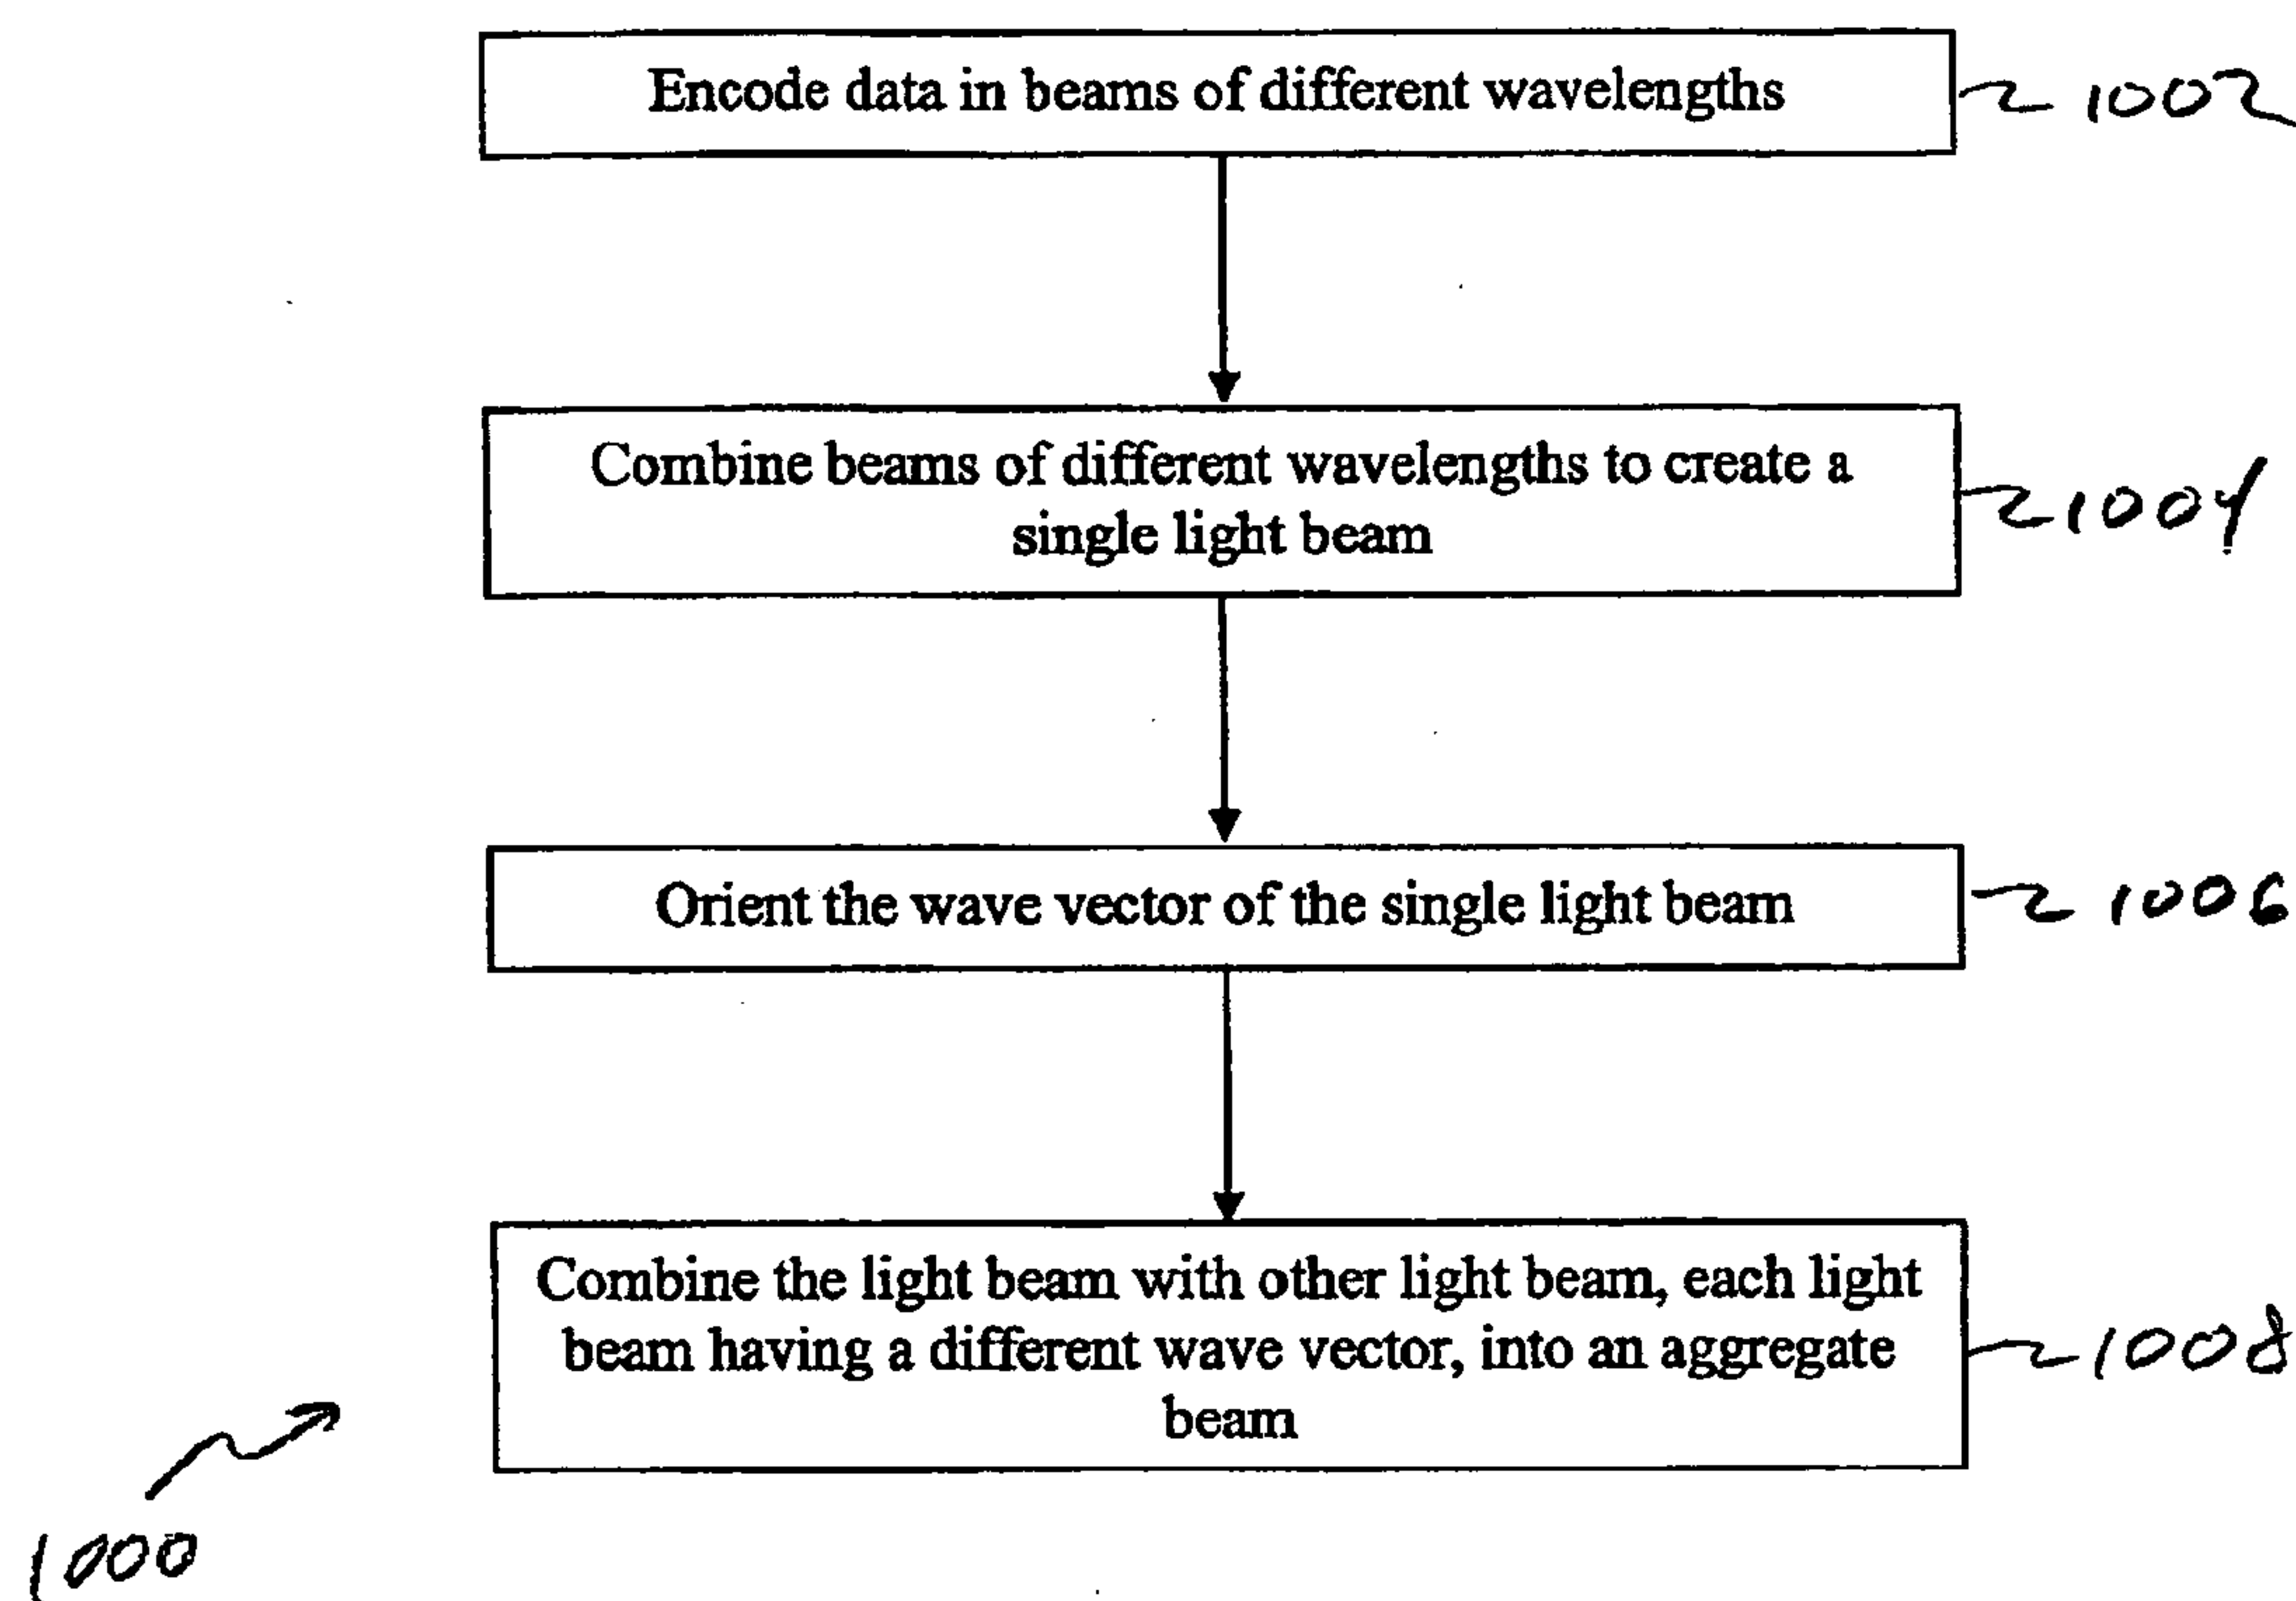 Encode data in beams of different wavelengths
1002
Combine beams of different wavelengths to create a
single light beam
1004
Orient the wave vector of the single light beam
1006
Combine the light beam with other light beam, each light
beam having a different wave vector, into an aggregate
beam
1008
1000